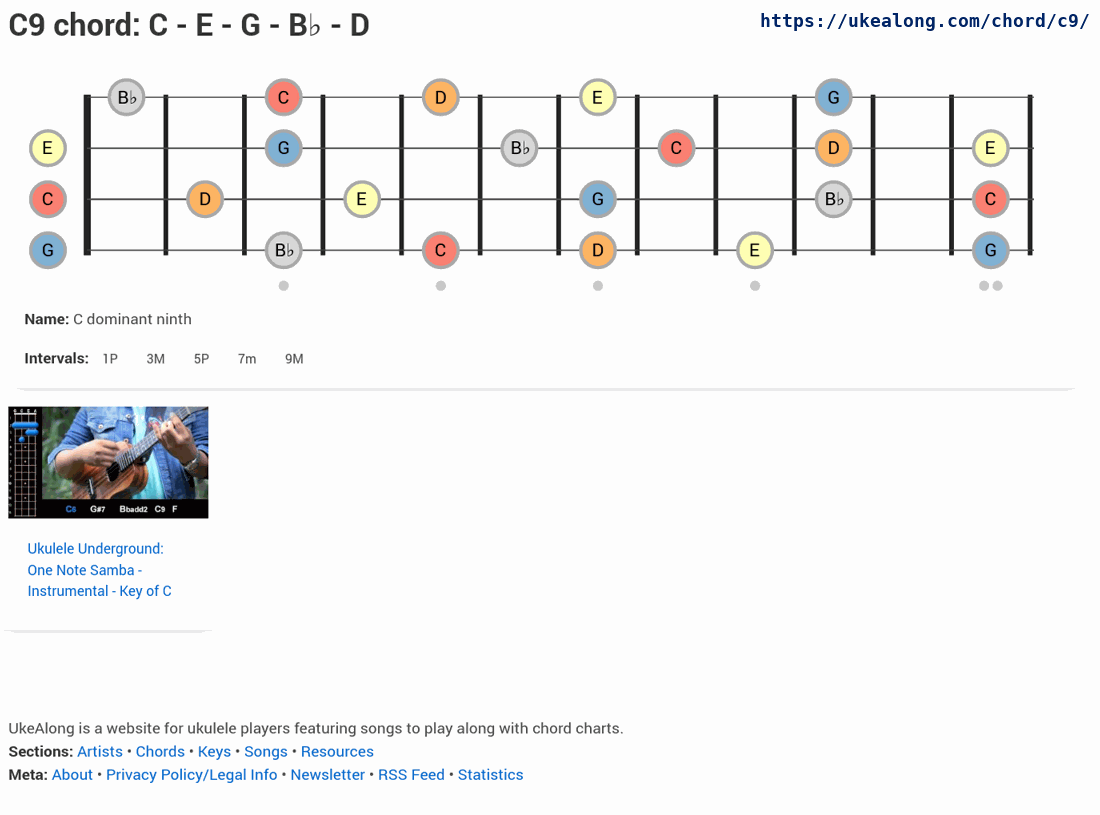 C9 chord: C - E - G - B♭ - D
https://ukealong.com/chord/c9/
B♭ C D E G
E G B♭ C D E
C D E G B♭ C
G B♭ C D E G
Name: C dominant ninth
Intervals: 1P 3M 5P 7m 9M
C6 G#7 Bbadd2 C9 F
Ukulele Underground:
One Note Samba -
Instrumental - Key of C
UkeAlong is a website for ukulele players featuring songs to play along with chord charts.
Sections: Artists • Chords • Keys • Songs • Resources
Meta: About • Privacy Policy/Legal Info • Newsletter • RSS Feed • Statistics